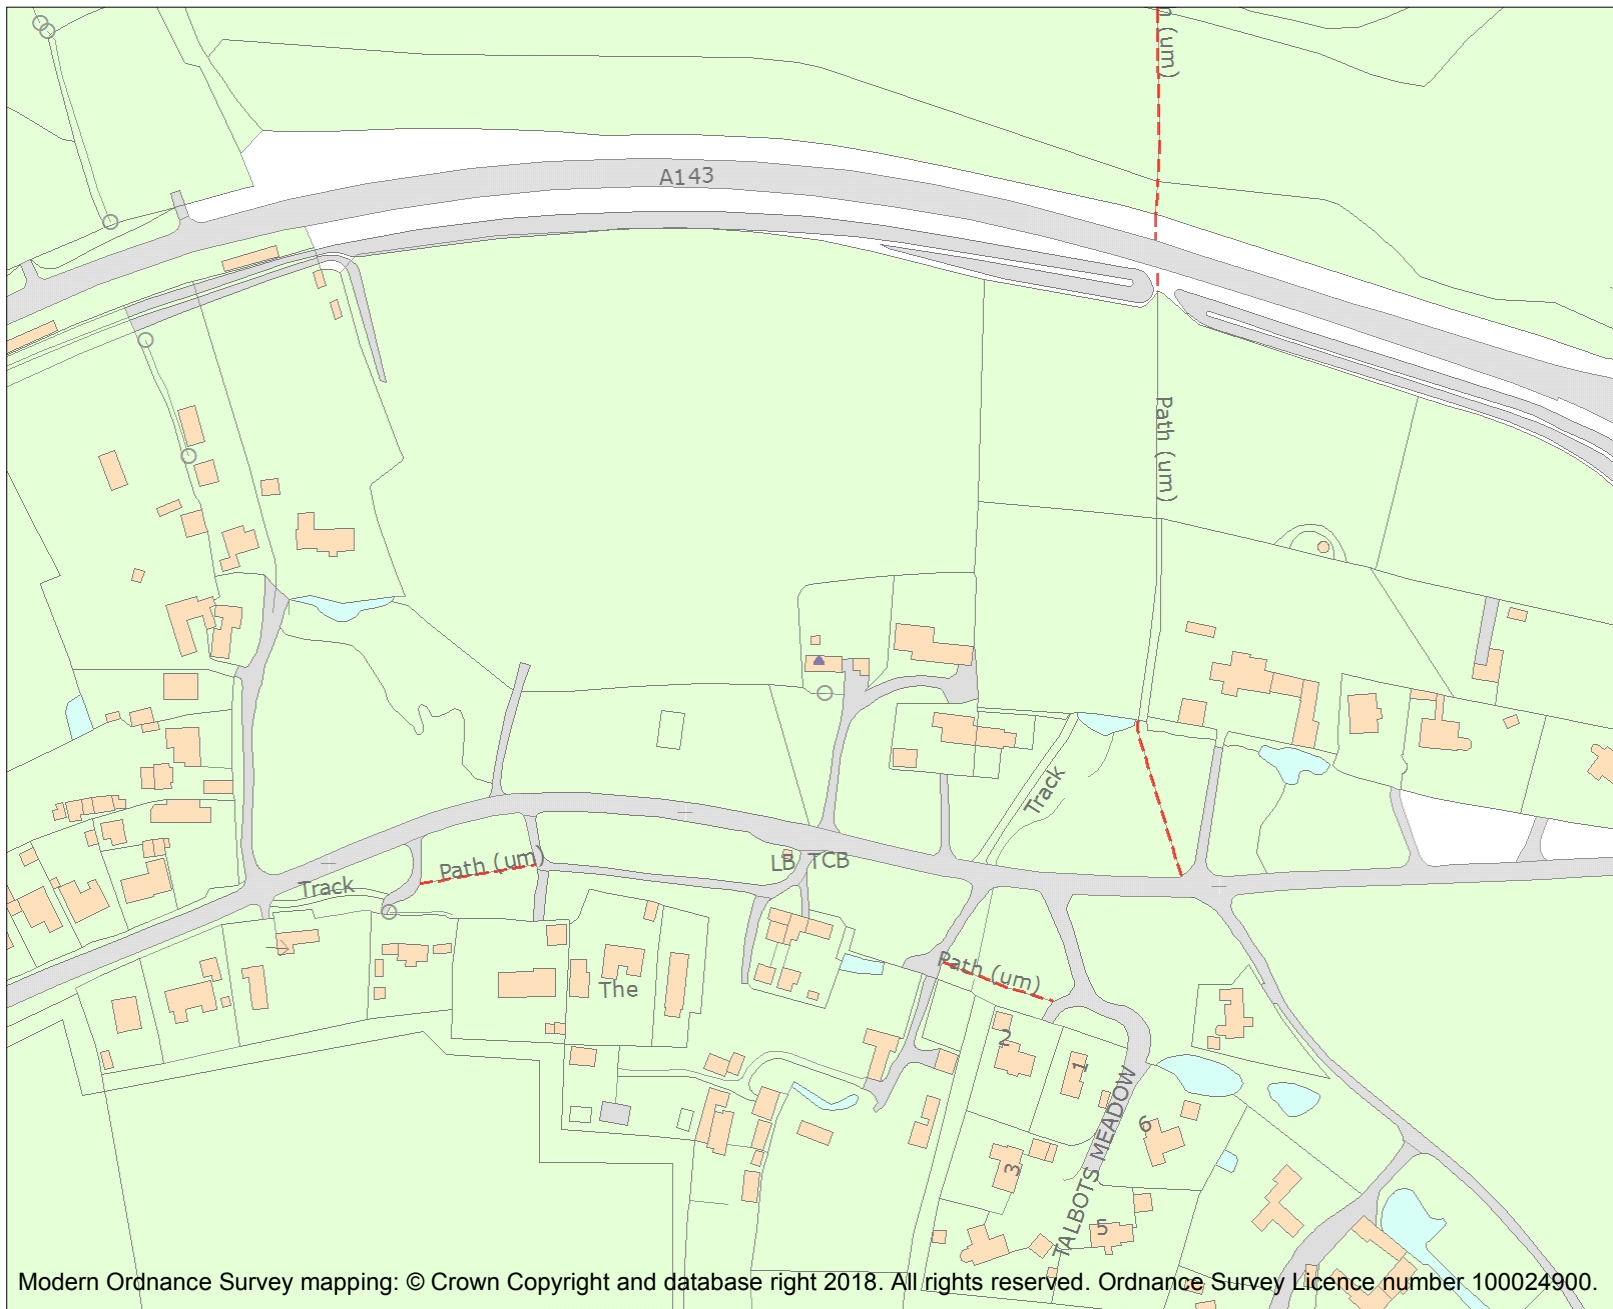 n (um)
A143
Path (um)
Track
Path (um)
Track
LB TCB
Path (um)
The
2
1
TALBOTS MEADOW
6
3
5
Modern Ordnance Survey mapping: © Crown Copyright and database right 2018. All rights reserved. Ordnance Survey Licence number 100024900.